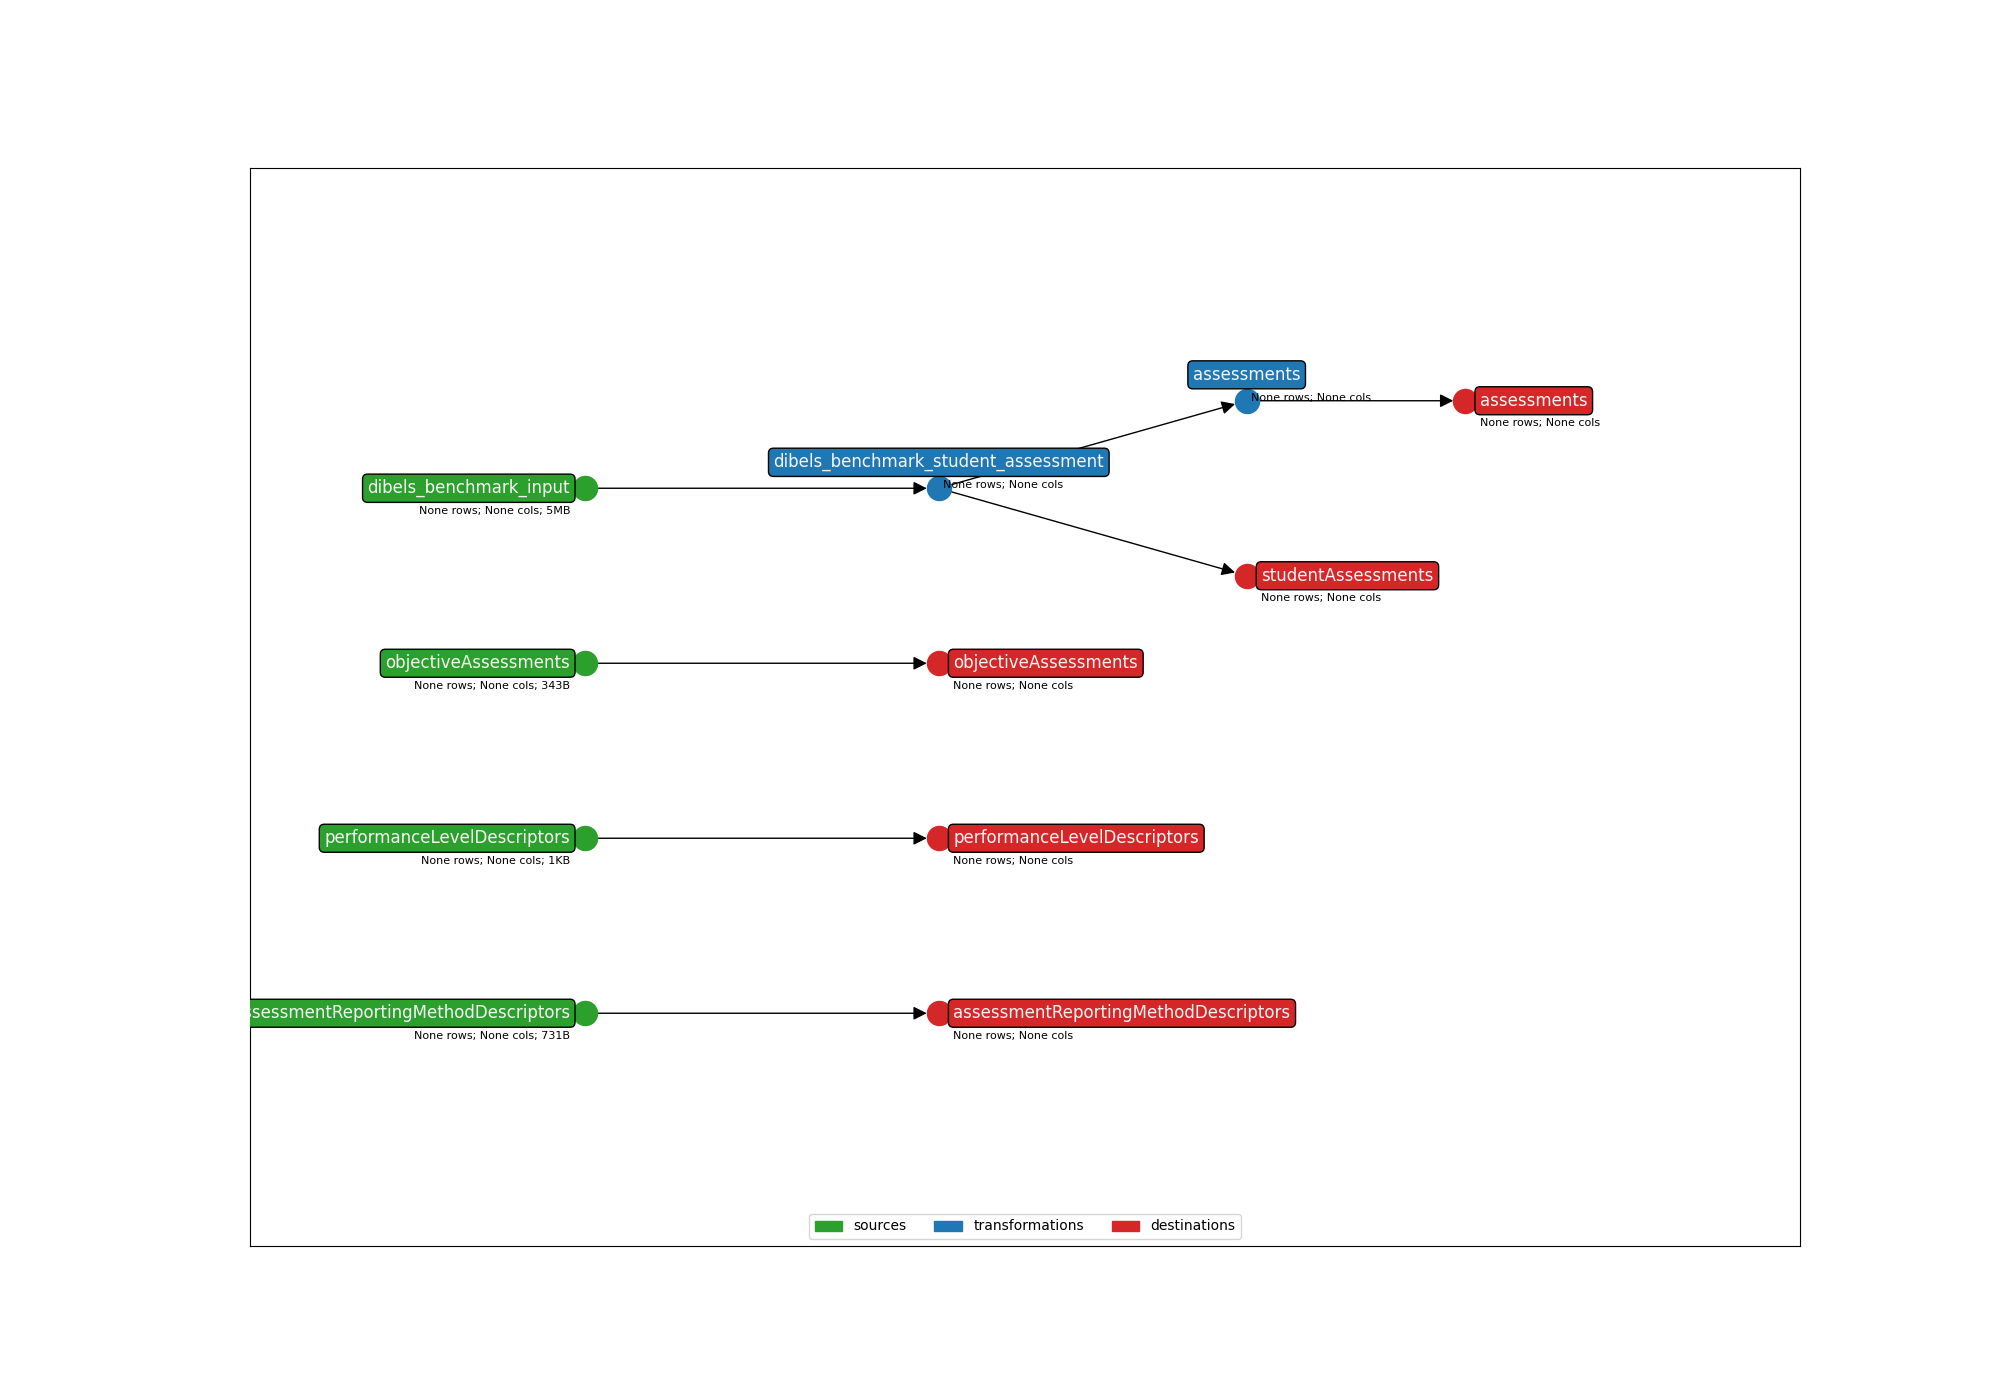 assessments
None rows; None cols
assessments
None rows; None cols
dibels_benchmark_student_assessment
None rows; None cols
dibels_benchmark_input
None rows; None cols; 5MB
studentAssessments
None rows; None cols
objectiveAssessments
None rows; None cols; 343B
objectiveAssessments
None rows; None cols
performanceLevelDescriptors
None rows; None cols; 1KB
performanceLevelDescriptors
None rows; None cols
sessmentReportingMethodDescriptors
None rows; None cols; 731B
assessmentReportingMethodDescriptors
None rows; None cols
sources
transformations
destinations